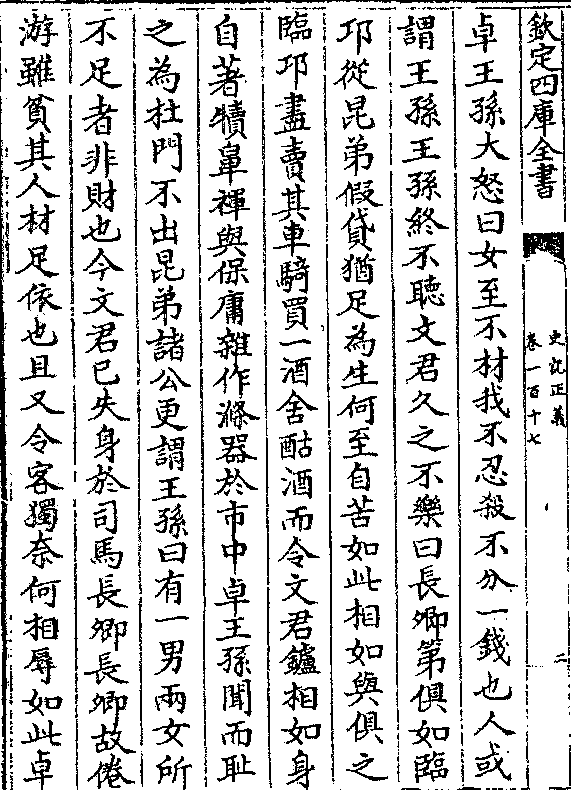 欽定四庫全書
史記正義
卷一百十七
二
卓王孫大怒曰女至不材我不忍殺不分一錢也人或
謂王孫王孫終不聽文君久之不樂曰長卿第俱如臨
邛從昆弟假貸猶足為生何至自苦如此相如與俱之
臨邛盡賣其車騎買一酒舍酤酒而令文君鑪相如身
自著犢鼻褌與保庸雜作滌器於市中卓王孫聞而耻
之為杜門不出昆弟諸公更謂王孫曰有一男兩女所
不足者非財也今文君已失身於司馬長卿長卿故倦
游雖貧其人材足依也且又令客獨奈何相辱如此卓